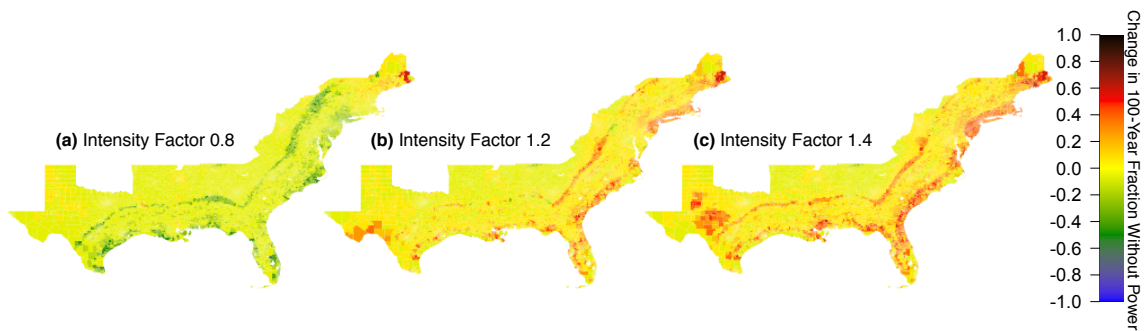 (a) Intensity Factor 0.8
(b) Intensity Factor 1.2
(c) Intensity Factor 1.4
1.0
0.8
0.6
0.4
0.2
0.0
-0.2
-0.4
-0.6
-0.8
-1.0
Change in 100-Year Fraction Without Power